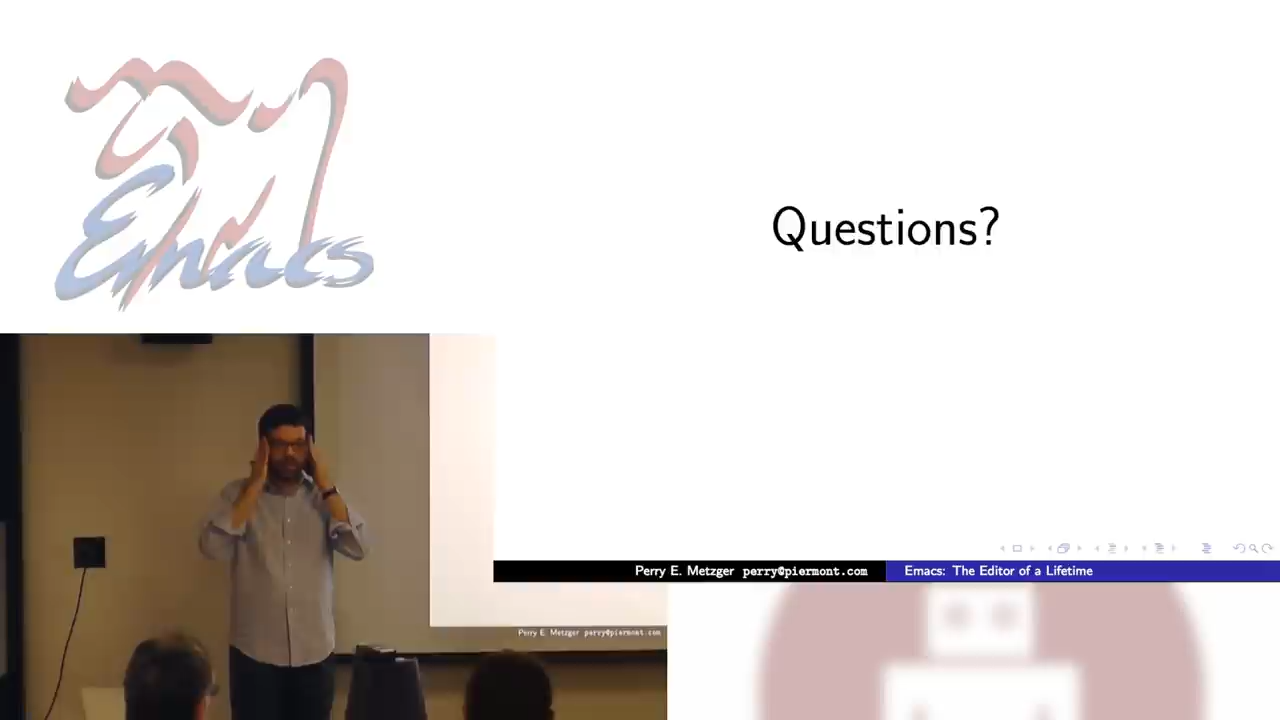 Emacs
Questions?
Perry E. Metzger perry@piermont.com
Emacs: The Editor of a Lifetime
Perry E. Metzger perry@piermont.com